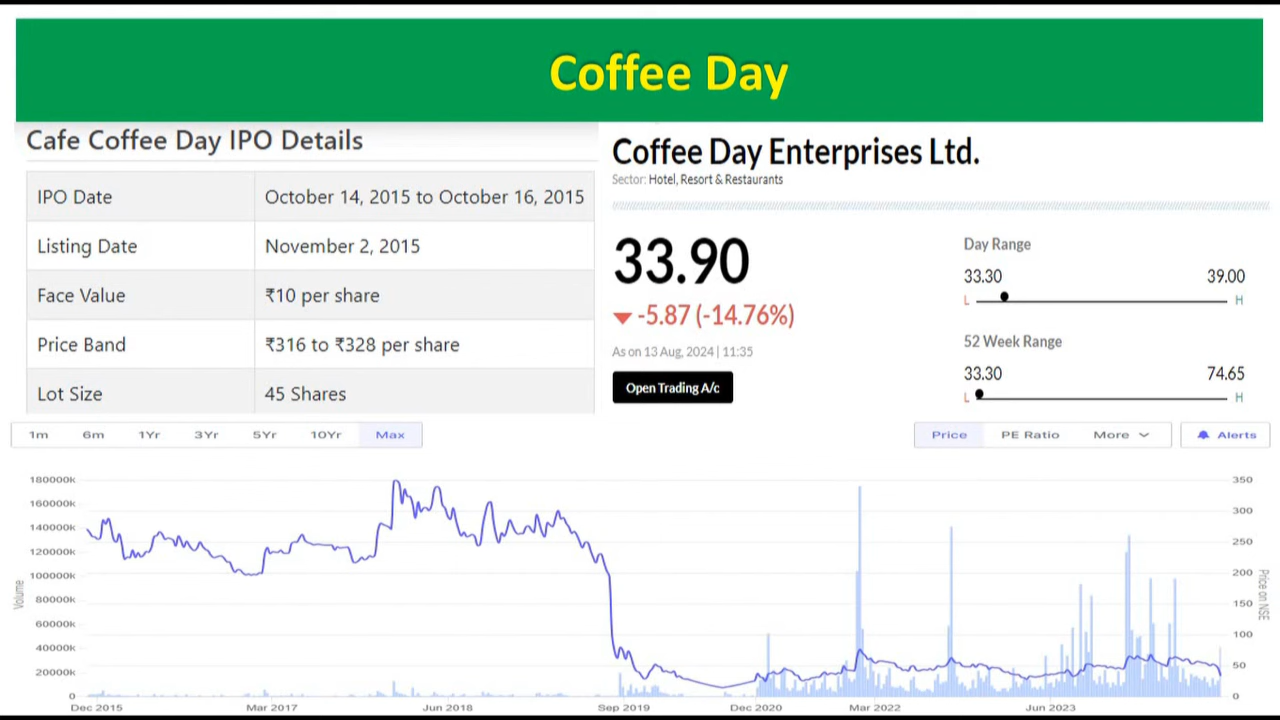 Coffee Day
Cafe Coffee Day IPO Details
IPO Date October 14, 2015 to October 16, 2015
Listing Date November 2, 2015
Face Value ₹10 per share
Price Band ₹316 to ₹328 per share
Lot Size 45 Shares
Coffee Day Enterprises Ltd.
Sector: Hotel, Resort & Restaurants
33.90
-5.87 (-14.76%)
As on 13 Aug, 2024 | 11:35
Open Trading A/c
Day Range
33.30 39.00
L H
52 Week Range
33.30 74.65
L H
1m 6m 1Yr 3Yr 5Yr 10Yr Max
Price PE Ratio More Alerts
180000k 350
160000k 300
140000k 250
120000k 200
100000k 150
80000k 100
60000k 50
40000k 0
20000k
0
Volume
Price on NSE
Dec 2015 Mar 2017 Jun 2018 Sep 2019 Dec 2020 Mar 2022 Jun 2023